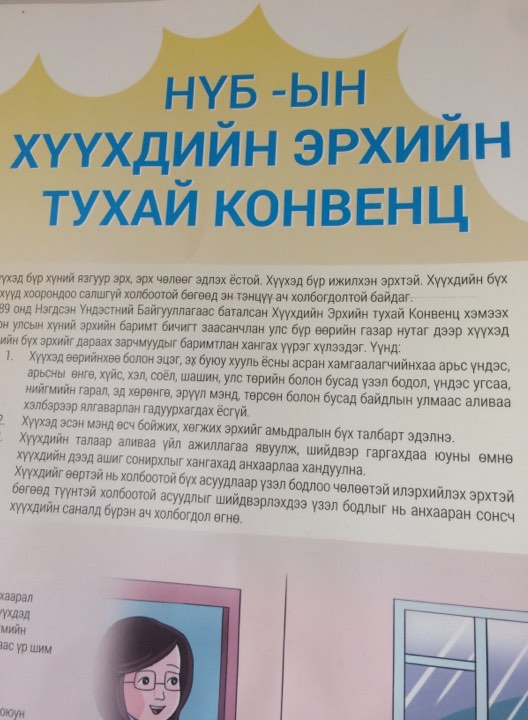 НҮБ -ЫН
ХҮҮХДИЙН ЭРХИЙН
ТУХАЙ КОНВЕНЦ
бүр хүний язгуур эрх, эрх чөлөөг эдлэх ёстой. Хүүхэд бүр ижилхэн эрхтэй. Хүүхдийн бүх
хоорондоо салшгүй холбоотой бөгөөд эн тэнцүү ач холбогдолтой байдаг.
89 онд Нэгдсэн Үндэстний Байгууллагаас баталсан Хүүхдийн Эрхийн тухай Конвенц хэмээх
улсын хүний эрхийн баримт бичигт заасанчлан улс бүр өөрийн газар нутаг дээр хүүхэд
ийн бүх эрхийг дараах зарчмуудыг баримтлан хангах үүрэг хүлээдэг. Үүнд:
1. Хүүхэд өөрийнхөө болон эцэг, эх буюу хууль ёсны асран хамгаалагчийнхаа арьс үндэс,
арьсны өнгө, хүйс, хэл, соёл, шашин, улс төрийн болон бусад үзэл бодол, үндэс угсаа,
нийгмийн гарал, эд хөрөнгө, эрүүл мэнд, төрсөн болон бусад байдлын улмаас аливаа
хэлбэрээр ялгаварлан гадуурхагдах ёсгүй.
2. Хүүхэд эсэн мэнд өсч бойжих, хөгжих эрхийг амьдралын бүх талбарт эдэлнэ.
Хүүхдийн талаар аливаа үйл ажиллагаа явуулж, шийдвэр гаргахдаа юуны өмнө
хүүхдийн дээд ашиг сонирхлыг хангахад анхаарлаа хандуулна.
Хүүхдийг өөртэй нь холбоотой бүх асуудлаар үзэл бодлоо чөлөөтэй илэрхийлэх эрхтэй
бөгөөд түүнтэй холбоотой асуудлыг шийдвэрлэхдээ үзэл бодлыг нь анхааран сонсч
хүүхдийн саналд бүрэн ач холбогдол өгнө.
хаарал
үүхдэд
мийн
аас үр шим
оюун